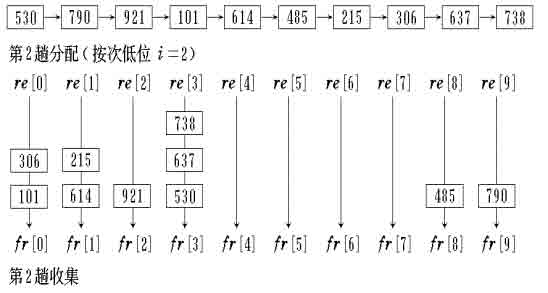 530 790 921 101 614 485 215 306 637 738
第2趟分配(按次低位 i=2)
re[0] re[1] re[2] re[3] re[4] re[5] re[6] re[7] re[8] re[9]
738
306 215 637
101 614 921 530 485 790
fr[0] fr[1] fr[2] fr[3] fr[4] fr[5] fr[6] fr[7] fr[8] fr[9]
第2趟收集